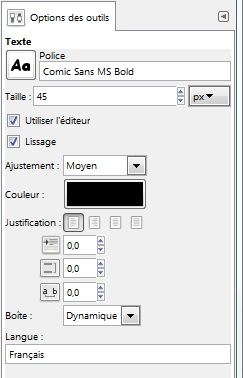 Options des outils
Texte
Aa
Police
Comic Sans MS Bold
Taille : 45 px
Utiliser l'éditeur
Lissage
Ajustement : Moyen
Couleur :
Justification :
0,0
0,0
a b 0,0
Boîte : Dynamique
Langue :
Français